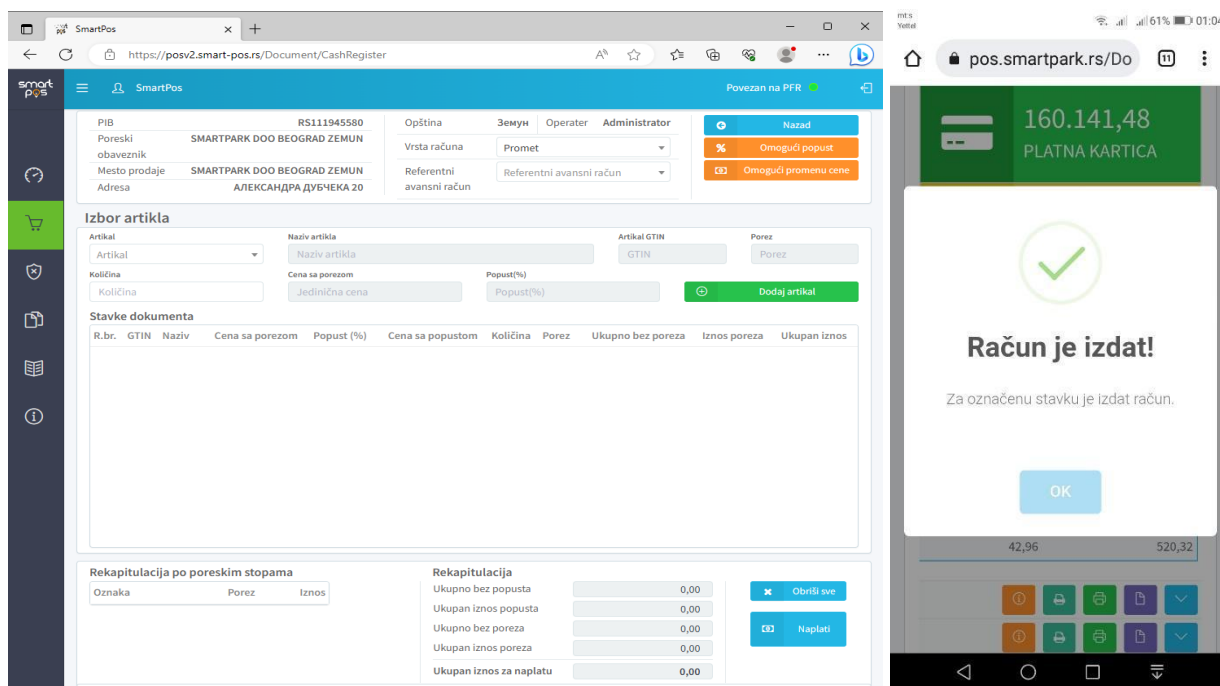 SmartPos
https://posv2.smart-pos.rs/Document/CashRegister
smart
pos
SmartPos
Povezan na PFR
PIB RS111945580
Poreski obaveznik SMARTPARK DOO BEOGRAD ZEMUN
Mesto prodaje SMARTPARK DOO BEOGRAD ZEMUN
Adresa АЛЕКСАНДРА ДУБЧЕКА 20
Opština Земун Operater Administrator
Vrsta računa Promet
Referentni avansni račun Referentni avansni račun
Nazad
Omogući popust
Omogući promenu cene
Izbor artikla
Artikal Naziv artikla Artikal GTIN Porez
Artikal Naziv artikla GTIN Porez
Količina Cena sa porezom Popust(%)
Količina Jedinična cena Popust(%) Dodaj artikal
Stavke dokumenta
R.br. GTIN Naziv Cena sa porezom Popust (%) Cena sa popustom Količina Porez Ukupno bez poreza Iznos poreza Ukupan iznos
Rekapitulacija po poreskim stopama
Oznaka Porez Iznos
Rekapitulacija
Ukupno bez popusta 0,00
Ukupan iznos popusta 0,00
Ukupno bez poreza 0,00
Ukupan iznos poreza 0,00
Ukupan iznos za naplatu 0,00
Obriši sve
Naplati
mt:s
Yettel
61% 01:04
pos.smartpark.rs/Do 11
160.141,48
PLATNA KARTICA
Račun je izdat!
Za označenu stavku je izdat račun.
OK
42,96 520,32